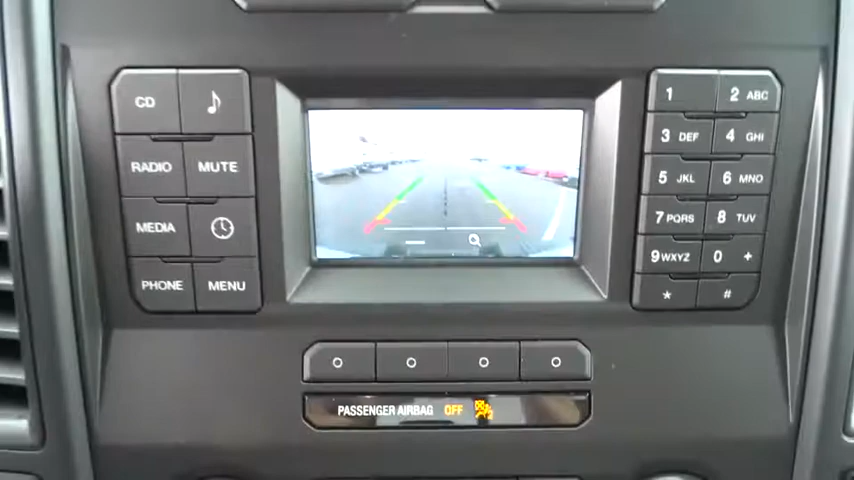 CD
RADIO MUTE
MEDIA
PHONE MENU
1 2 ABC
3 DEF 4 GHI
5 JKL 6 MNO
7 PQRS 8 TUV
9 WXYZ 0 +
* #
PASSENGER AIRBAG OFF